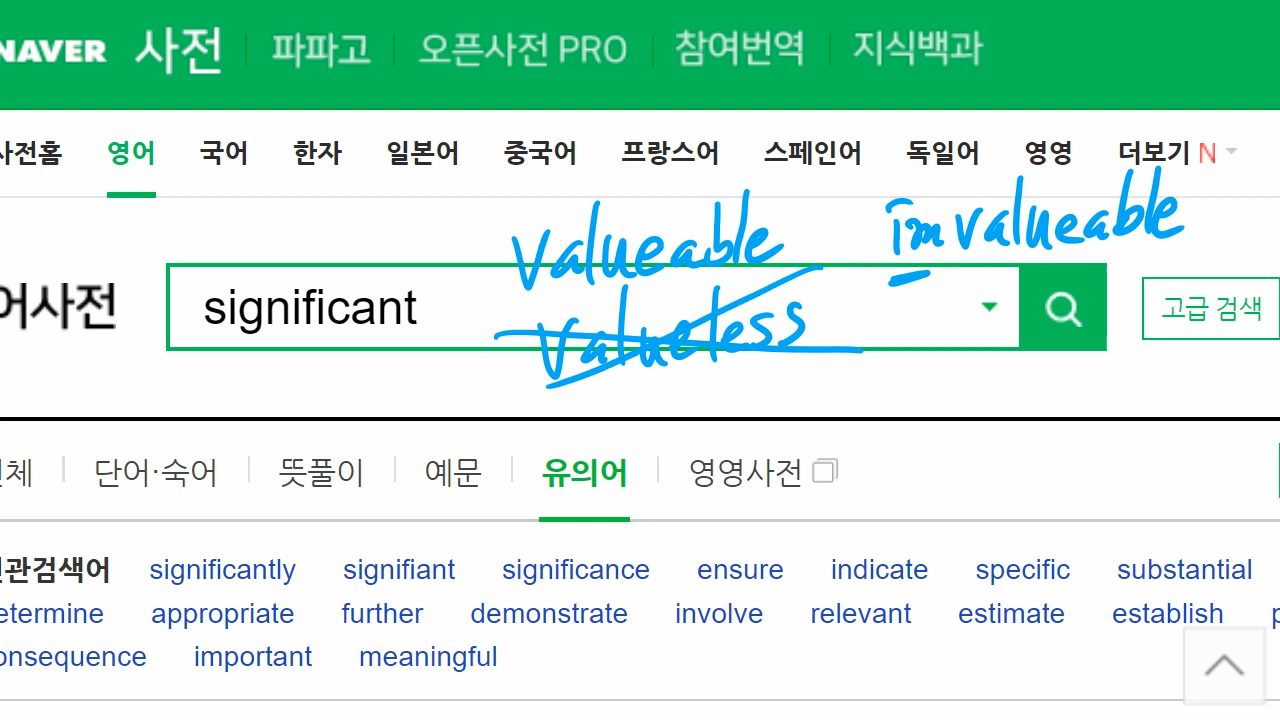 NAVER 사전 파파고 오픈사전 PRO 참여번역 지식백과
사전홈 영어 국어 한자 일본어 중국어 프랑스어 스페인어 독일어 영영 더보기 N
valueable invalueable
어사전 significant 고급 검색
valueless
체 단어·숙어 뜻풀이 예문 유의어 영영사전
연관검색어 significantly signifiant significance ensure indicate specific substantial
etermine appropriate further demonstrate involve relevant estimate establish p
onsequence important meaningful